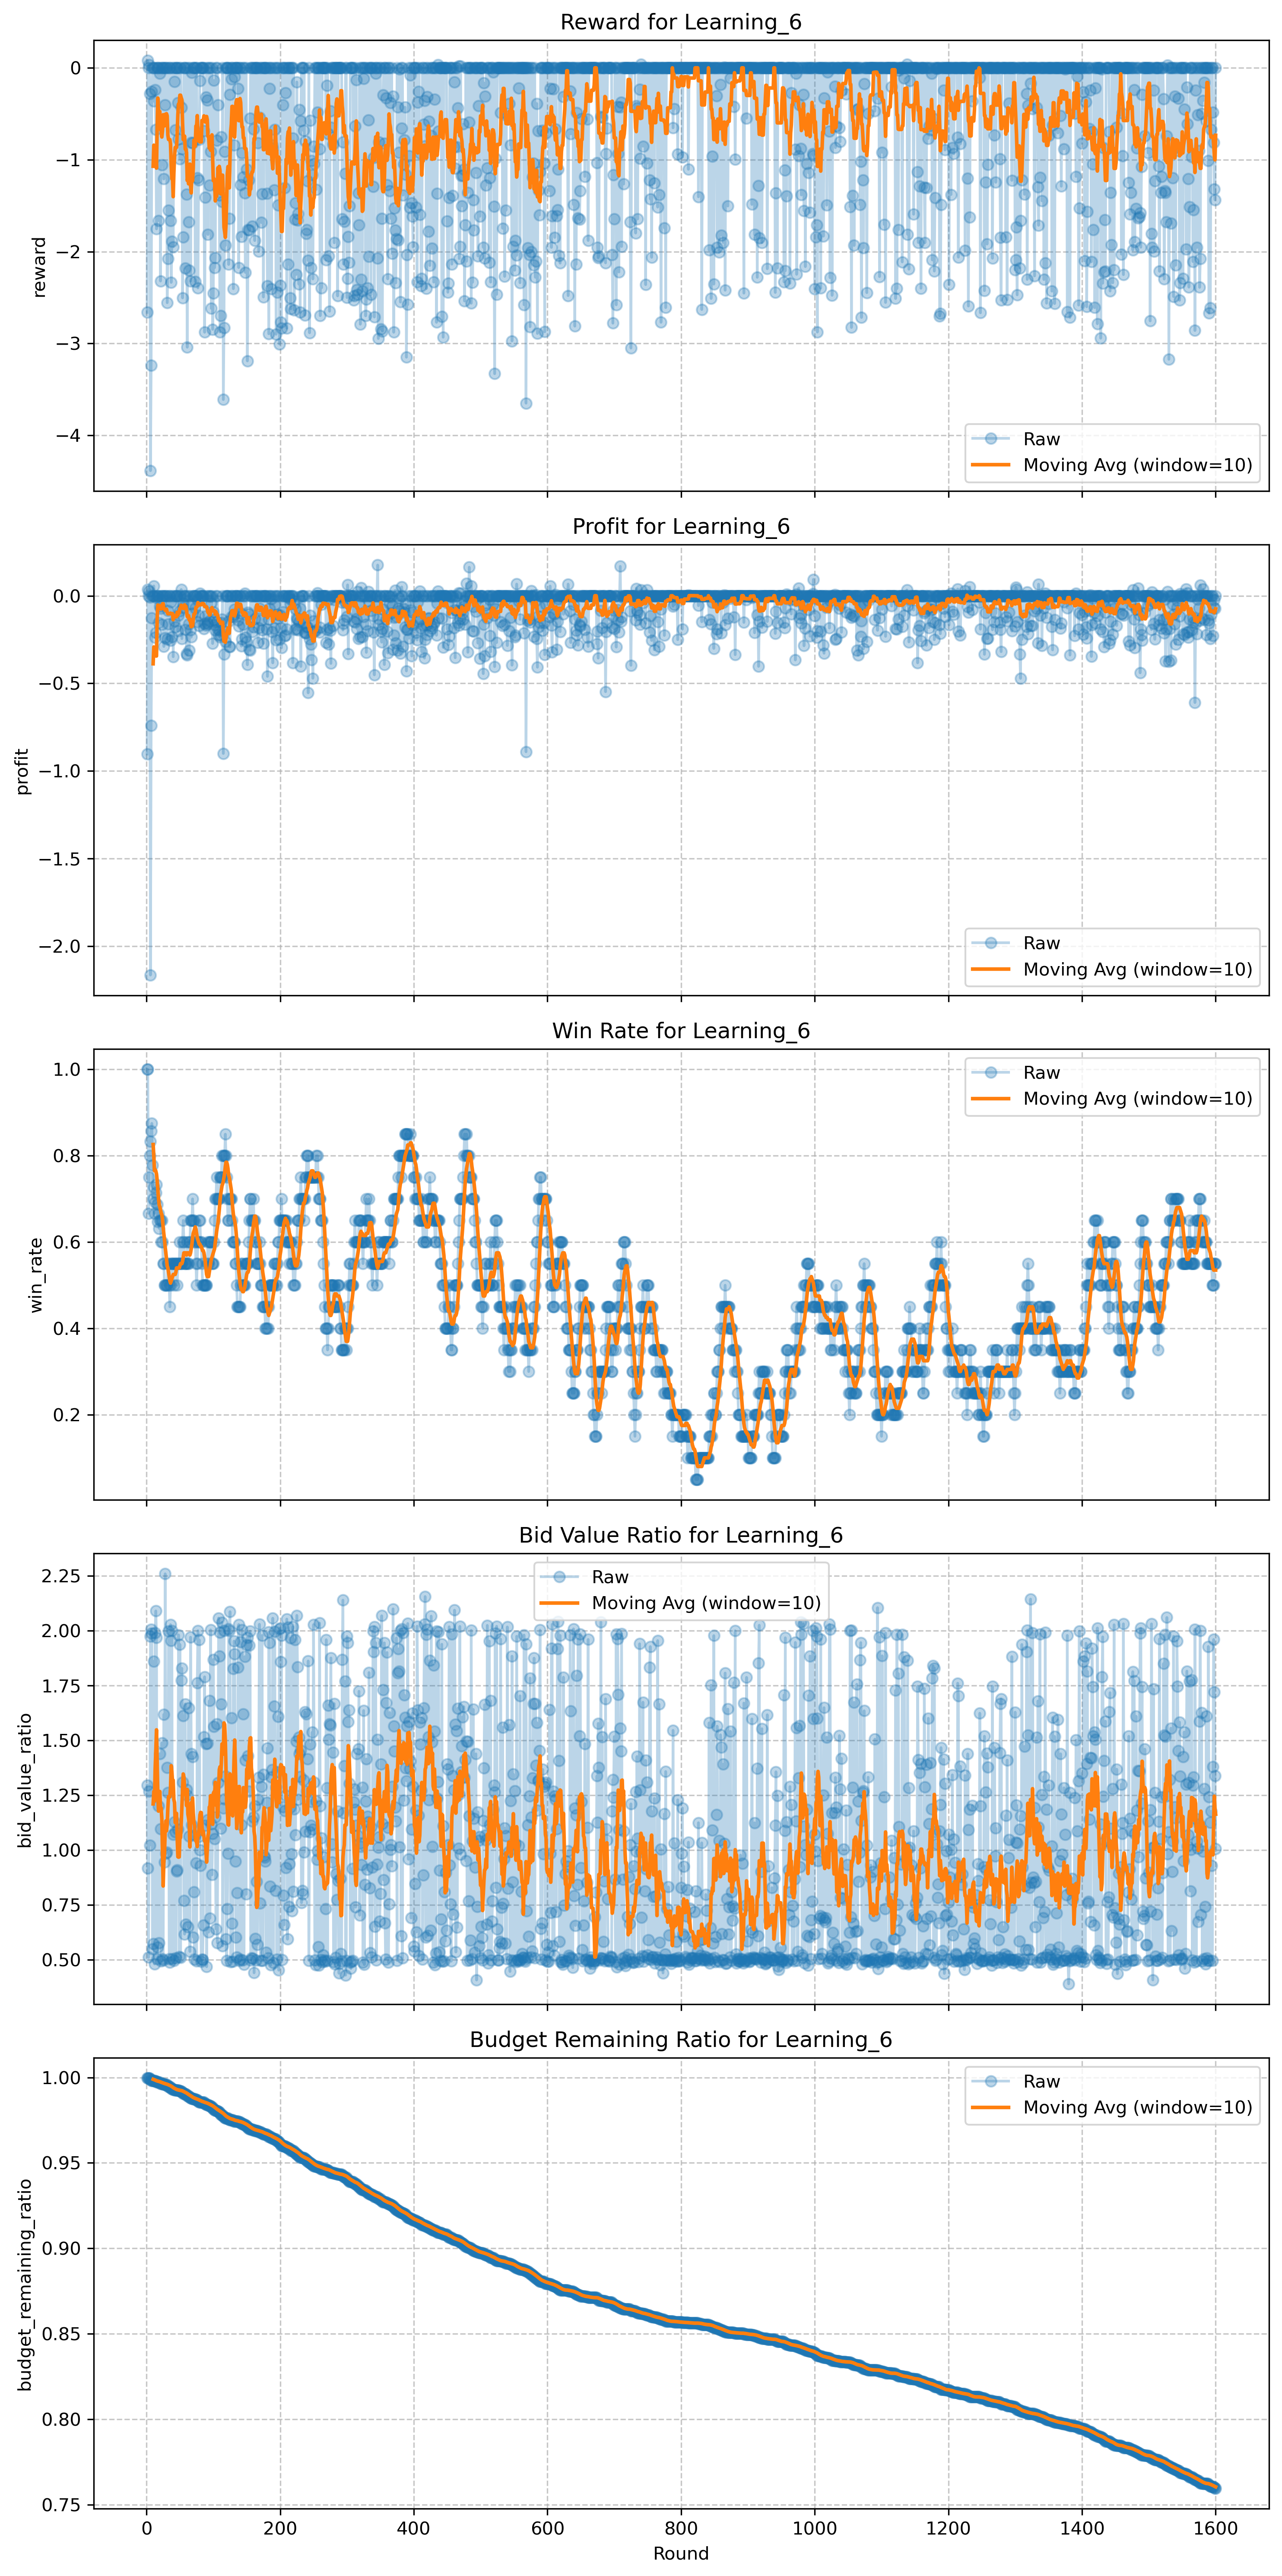 Reward for Learning_6
0
−1
−2
−3
−4
reward
Raw
Moving Avg (window=10)
Profit for Learning_6
0.0
−0.5
−1.0
−1.5
−2.0
profit
Raw
Moving Avg (window=10)
Win Rate for Learning_6
1.0
0.8
0.6
0.4
0.2
win_rate
Raw
Moving Avg (window=10)
Bid Value Ratio for Learning_6
2.25
2.00
1.75
1.50
1.25
1.00
0.75
0.50
bid_value_ratio
Raw
Moving Avg (window=10)
Budget Remaining Ratio for Learning_6
1.00
0.95
0.90
0.85
0.80
0.75
budget_remaining_ratio
Raw
Moving Avg (window=10)
0 200 400 600 800 1000 1200 1400 1600
Round